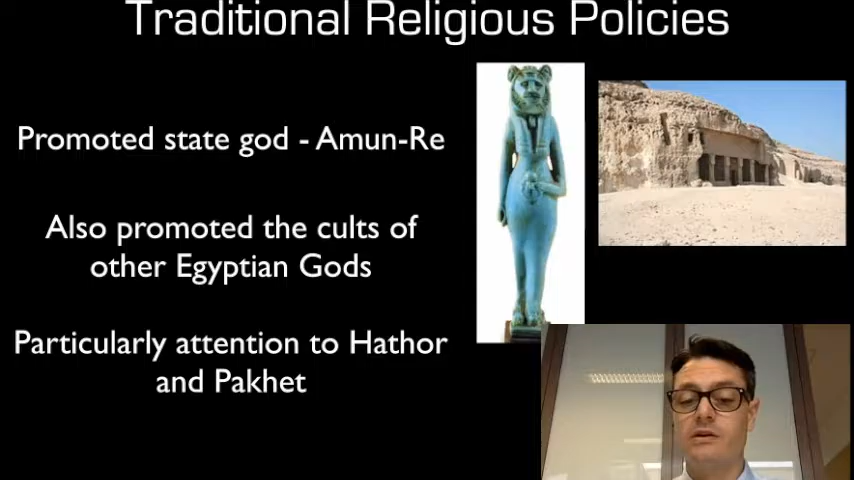 Traditional Religious Policies
Promoted state god - Amun-Re
Also promoted the cults of
other Egyptian Gods
Particularly attention to Hathor
and Pakhet